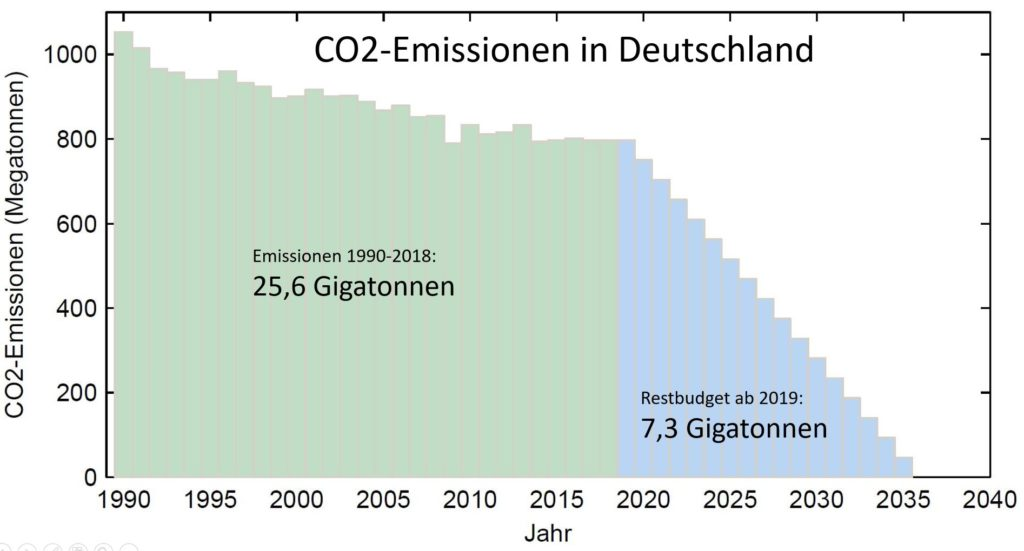 CO2-Emissionen in Deutschland
CO2-Emissionen (Megatonnen)
1000
800
600
400
200
0
Emissionen 1990-2018:
25,6 Gigatonnen
Restbudget ab 2019:
7,3 Gigatonnen
1990 1995 2000 2005 2010 2015 2020 2025 2030 2035 2040
Jahr